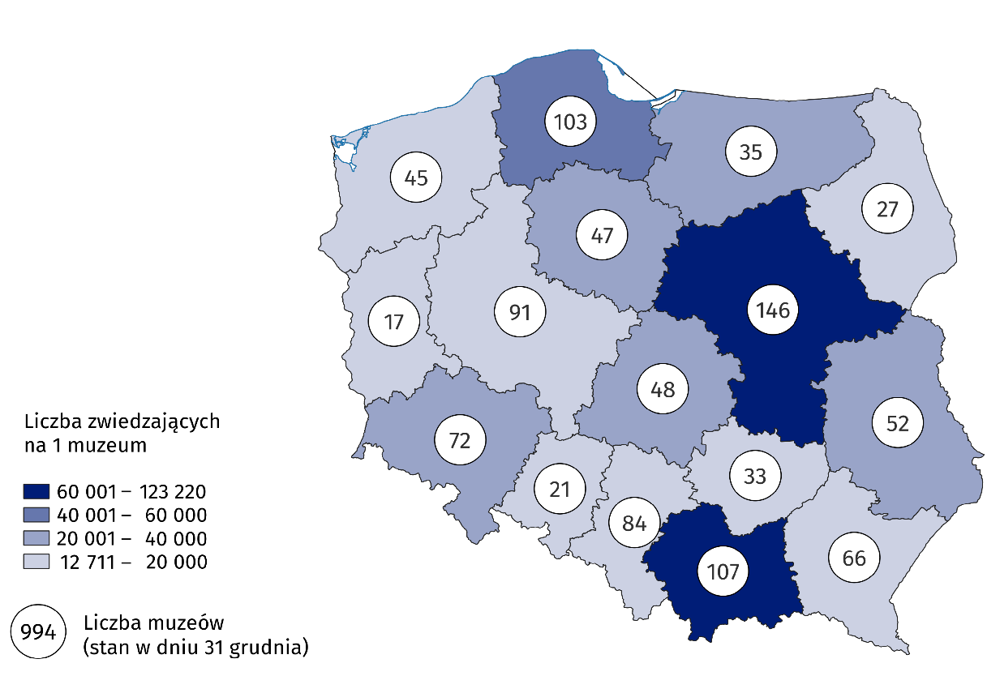 103
35
45
27
47
146
91
17
48
52
72
33
21
84
66
107
Liczba zwiedzających
na 1 muzeum
60 001 – 123 220
40 001 – 60 000
20 001 – 40 000
12 711 – 20 000
994
Liczba muzeów
(stan w dniu 31 grudnia)